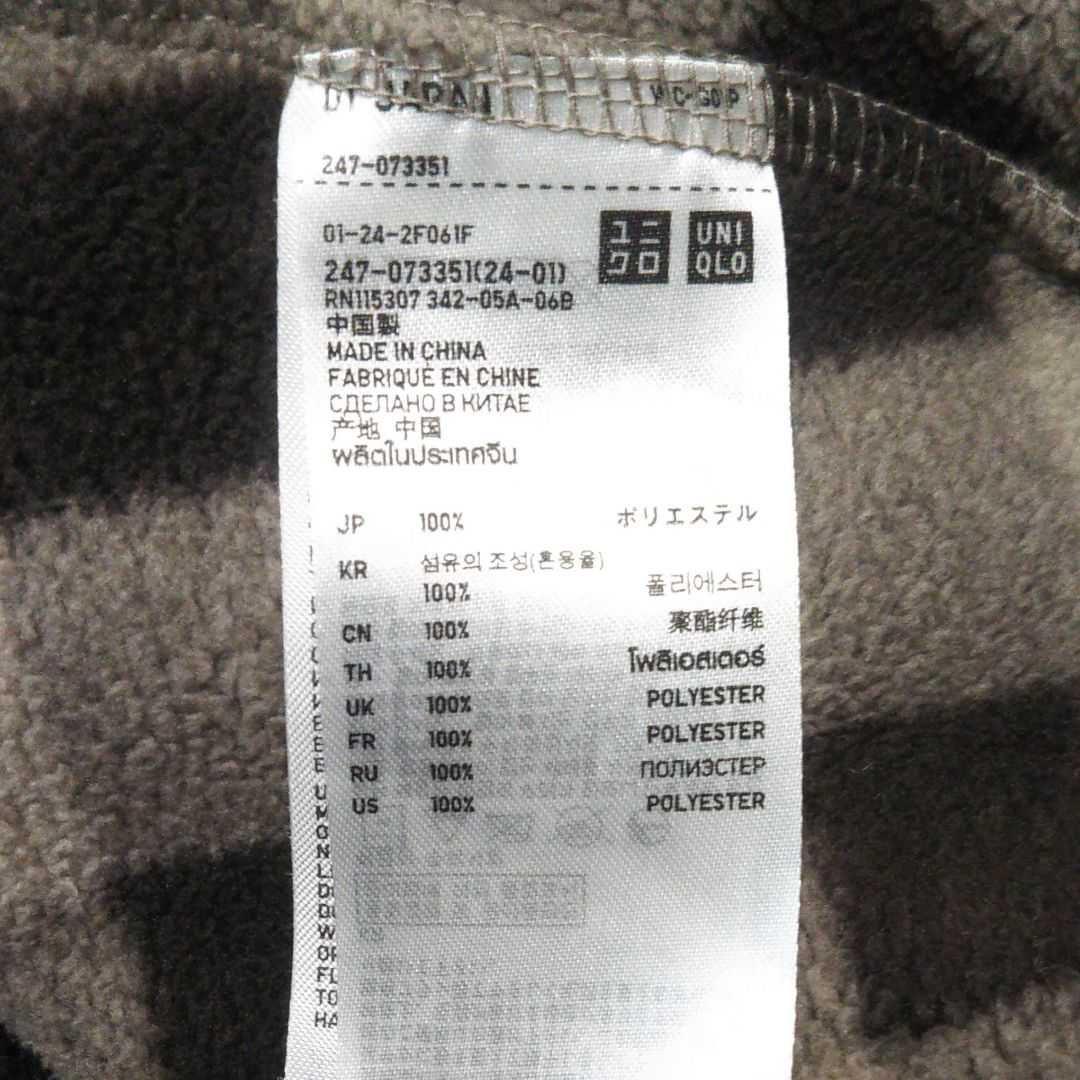 BY JAPAN
247-073351
01-24-2F061F
247-073351(24-01)
RN115307 342-05A-06B
ユニクロ
UNIQLO
中国製
MADE IN CHINA
FABRIQUÉ EN CHINE
СДЕЛАНО В КИТАЕ
产地 中国
ผลิตในประเทศจีน
JP 100% ポリエステル
KR 섬유의 조성(혼용율)
100% 폴리에스터
CN 100% 聚酯纤维
TH 100% โพลีเอสเตอร์
UK 100% POLYESTER
FR 100% POLYESTER
RU 100% ПОЛИЭСТЕР
US 100% POLYESTER